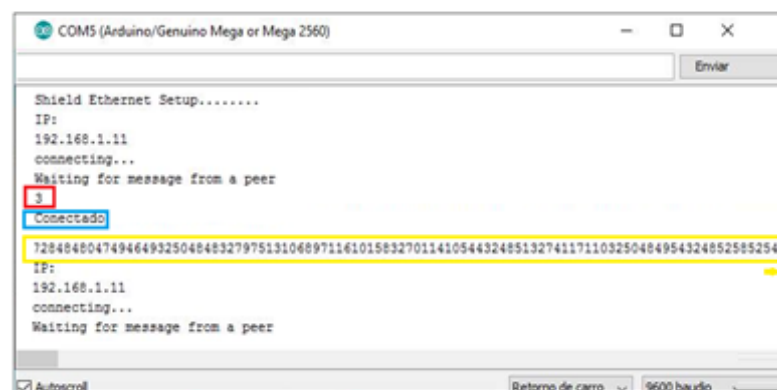 COM5 (Arduino/Genuino Mega or Mega 2560)
Enviar
Shield Ethernet Setup........
IP:
192.168.1.11
connecting...
Waiting for message from a peer
3
Conectado
728484804749464932504848327975131068971161015832701141054432485132741171103250484954324852585254
IP:
192.168.1.11
connecting...
Waiting for message from a peer
Autoscroll
Retorno de carro
9600 baudio